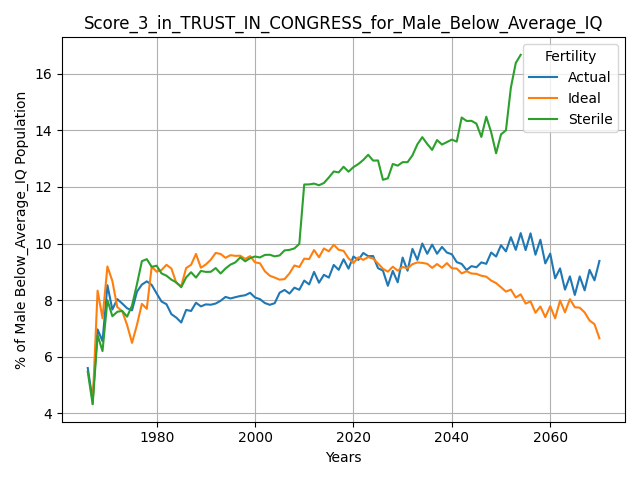 Score_3_in_TRUST_IN_CONGRESS_for_Male_Below_Average_IQ
Fertility
Actual
Ideal
Sterile
% of Male Below_Average_IQ Population
16
14
12
10
8
6
4
1980 2000 2020 2040 2060
Years